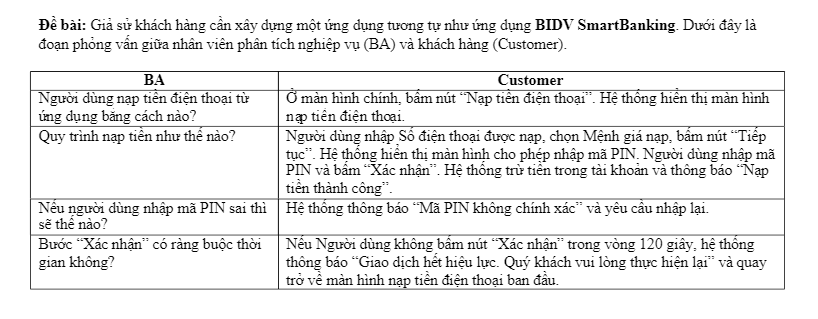 Đề bài: Giả sử khách hàng cần xây dựng một ứng dụng tương tự như ứng dụng BIDV SmartBanking. Dưới đây là
đoạn phỏng vấn giữa nhân viên phân tích nghiệp vụ (BA) và khách hàng (Customer).
BA
Customer
Người dùng nạp tiền điện thoại từ
ứng dụng bằng cách nào?
Ở màn hình chính, bấm nút “Nạp tiền điện thoại”. Hệ thống hiển thị màn hình
nạp tiền điện thoại.
Quy trình nạp tiền như thế nào?
Người dùng nhập Số điện thoại được nạp, chọn Mệnh giá nạp, bấm nút “Tiếp
tục”. Hệ thống hiển thị màn hình cho phép nhập mã PIN. Người dùng nhập mã
PIN và bấm “Xác nhận”. Hệ thống trừ tiền trong tài khoản và thông báo “Nạp
tiền thành công”.
Nếu người dùng nhập mã PIN sai thì
sẽ thế nào?
Hệ thống thông báo “Mã PIN không chính xác” và yêu cầu nhập lại.
Bước “Xác nhận” có ràng buộc thời
gian không?
Nếu Người dùng không bấm nút “Xác nhận” trong vòng 120 giây, hệ thống
thông báo “Giao dịch hết hiệu lực. Quý khách vui lòng thực hiện lại” và quay
trở về màn hình nạp tiền điện thoại ban đầu.